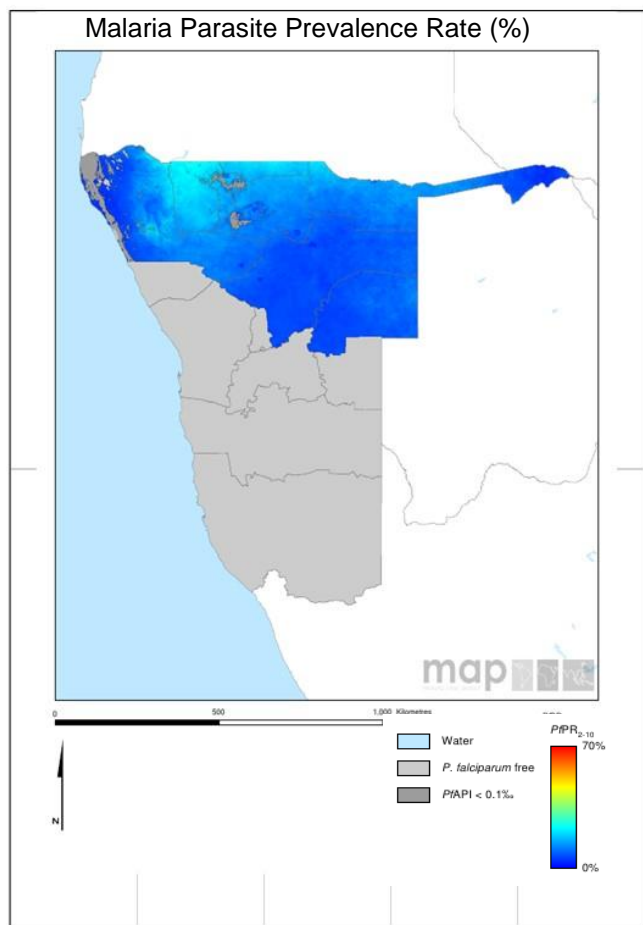 Malaria Parasite Prevalence Rate (%)
map
0
500
1,000 Kilometres
Water
P. falciparum free
PfAPI < 0.1‰
PfPR2-10
70%
0%
N